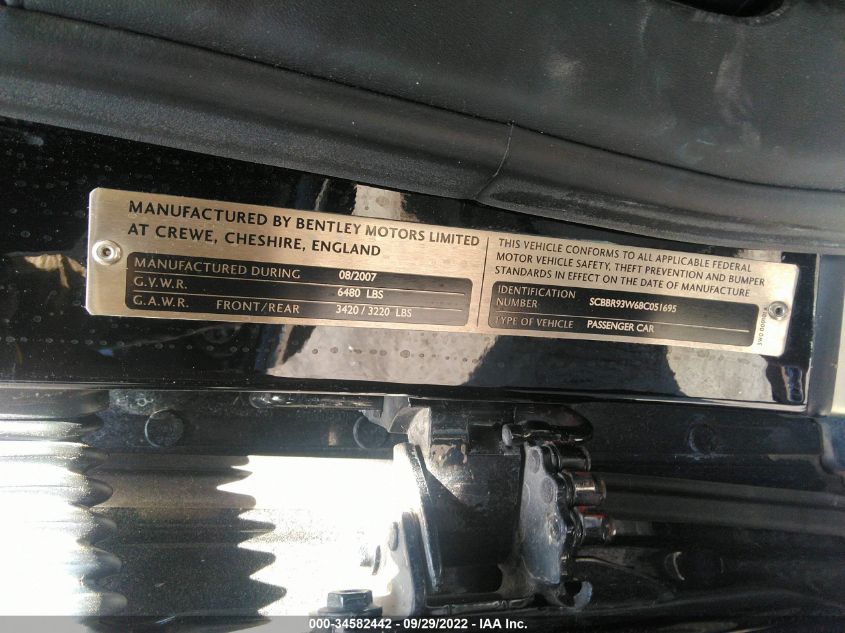 MANUFACTURED BY BENTLEY MOTORS LIMITED
AT CREWE, CHESHIRE, ENGLAND
MANUFACTURED DURING 08/2007
G.V.W.R. 6480 LBS
G.A.W.R. FRONT/REAR 3420 / 3220 LBS
THIS VEHICLE CONFORMS TO ALL APPLICABLE FEDERAL
MOTOR VEHICLE SAFETY, THEFT PREVENTION AND BUMPER
STANDARDS IN EFFECT ON THE DATE OF MANUFACTURE
IDENTIFICATION
NUMBER SCBBR93W68C051695
TYPE OF VEHICLE PASSENGER CAR
000-34582442 - 09/29/2022 - IAA Inc.